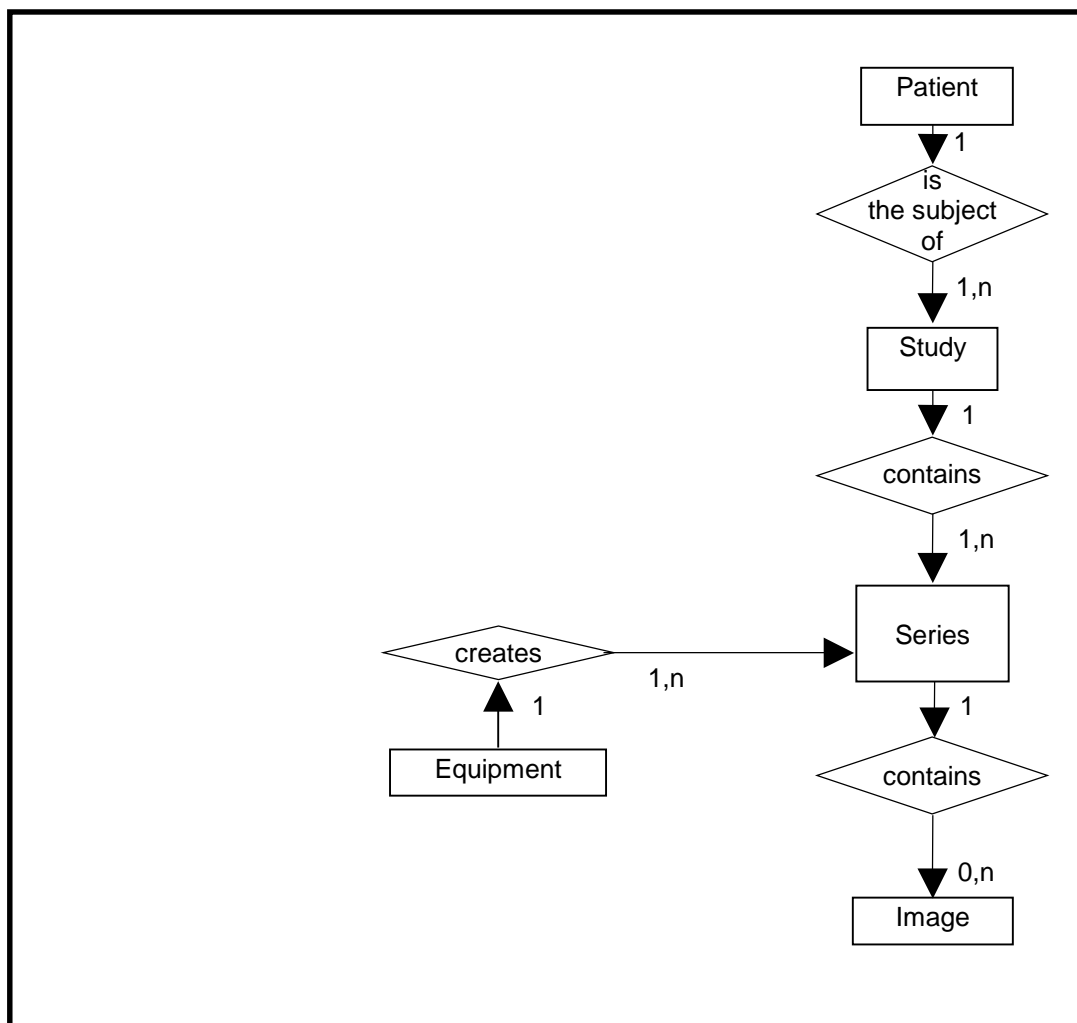 Patient
1
is
the subject
of
1,n
Study
1
contains
1,n
Series
creates
1,n
1
Equipment
1
contains
0,n
Image